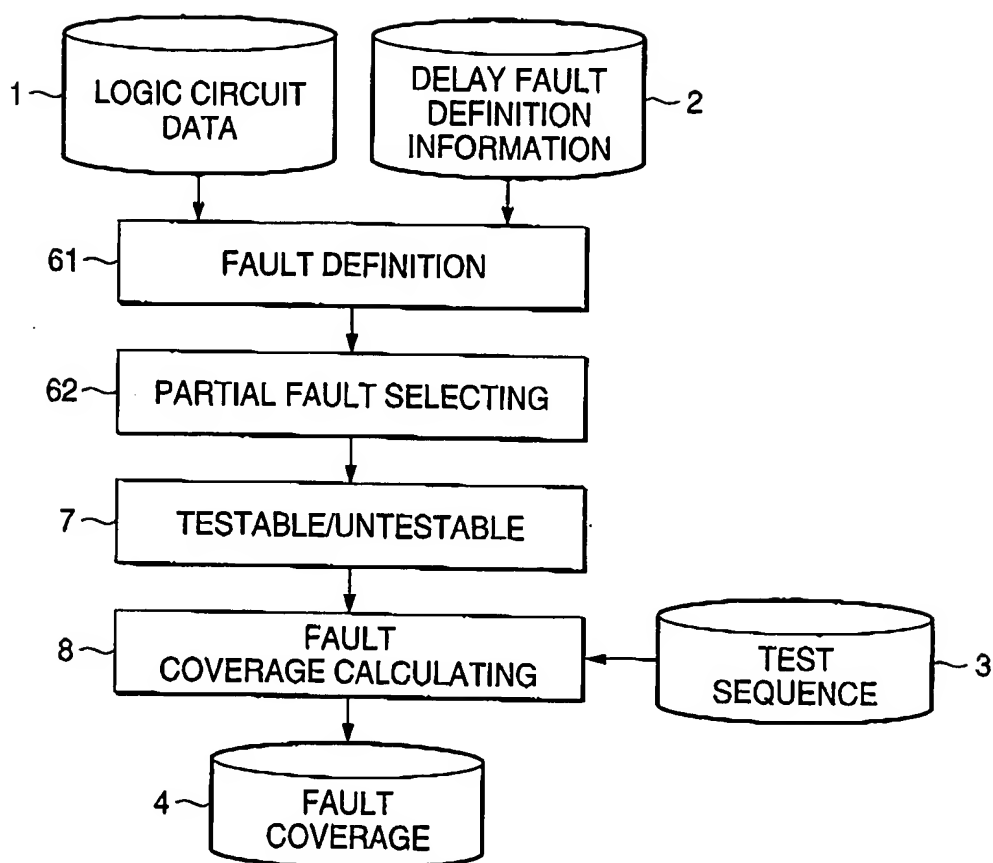 1
LOGIC CIRCUIT
DATA
DELAY FAULT
DEFINITION
INFORMATION
2
61
FAULT DEFINITION
62
PARTIAL FAULT SELECTING
7
TESTABLE/UNTESTABLE
8
FAULT
COVERAGE CALCULATING
TEST
SEQUENCE
3
4
FAULT
COVERAGE